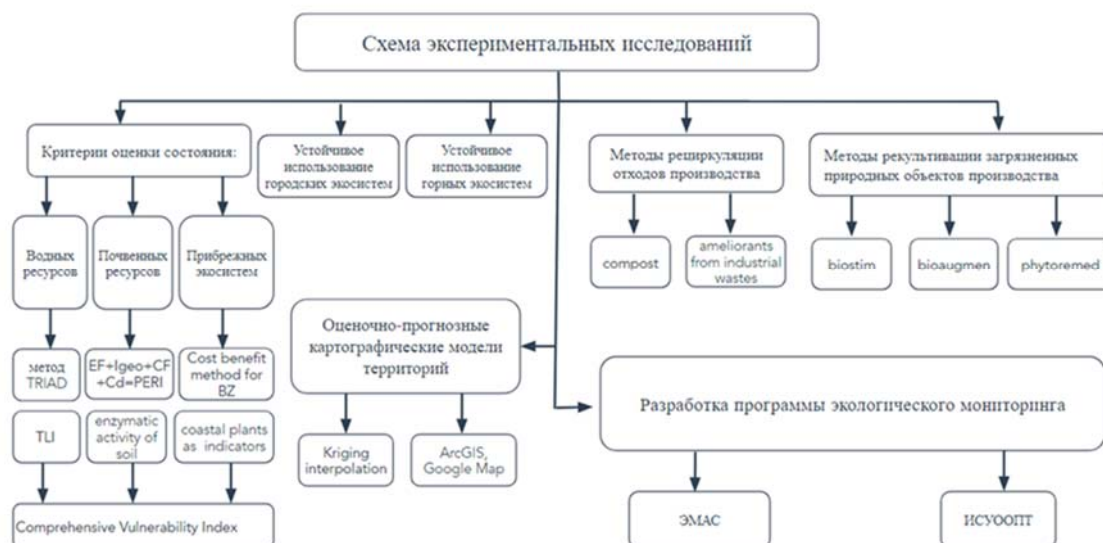 Схема экспериментальных исследований
Критерии оценки состояния:
Устойчивое
использование
городских экосистем
Устойчивое
использование
горных экосистем
Методы рециркуляции
отходов производства
Методы рекультивации загрязненных
природных объектов производства
Водных
ресурсов
Почвенных
ресурсов
Прибрежных
экосистем
compost
ameliorants
from industrial
wastes
biostim
bioaugmen
phytoremed
Оценочно-прогнозные
картографические модели
территорий
метод
TRIAD
EF+Igeo+CF
+Cd=PERI
Cost benefit
method for
BZ
Разработка программы экологического мониторинга
TLI
enzymatic
activity of
soil
coastal plants
as indicators
Kriging
interpolation
ArcGIS,
Google Map
Comprehensive Vulnerability Index
ЭМАС
ИСУООПТ